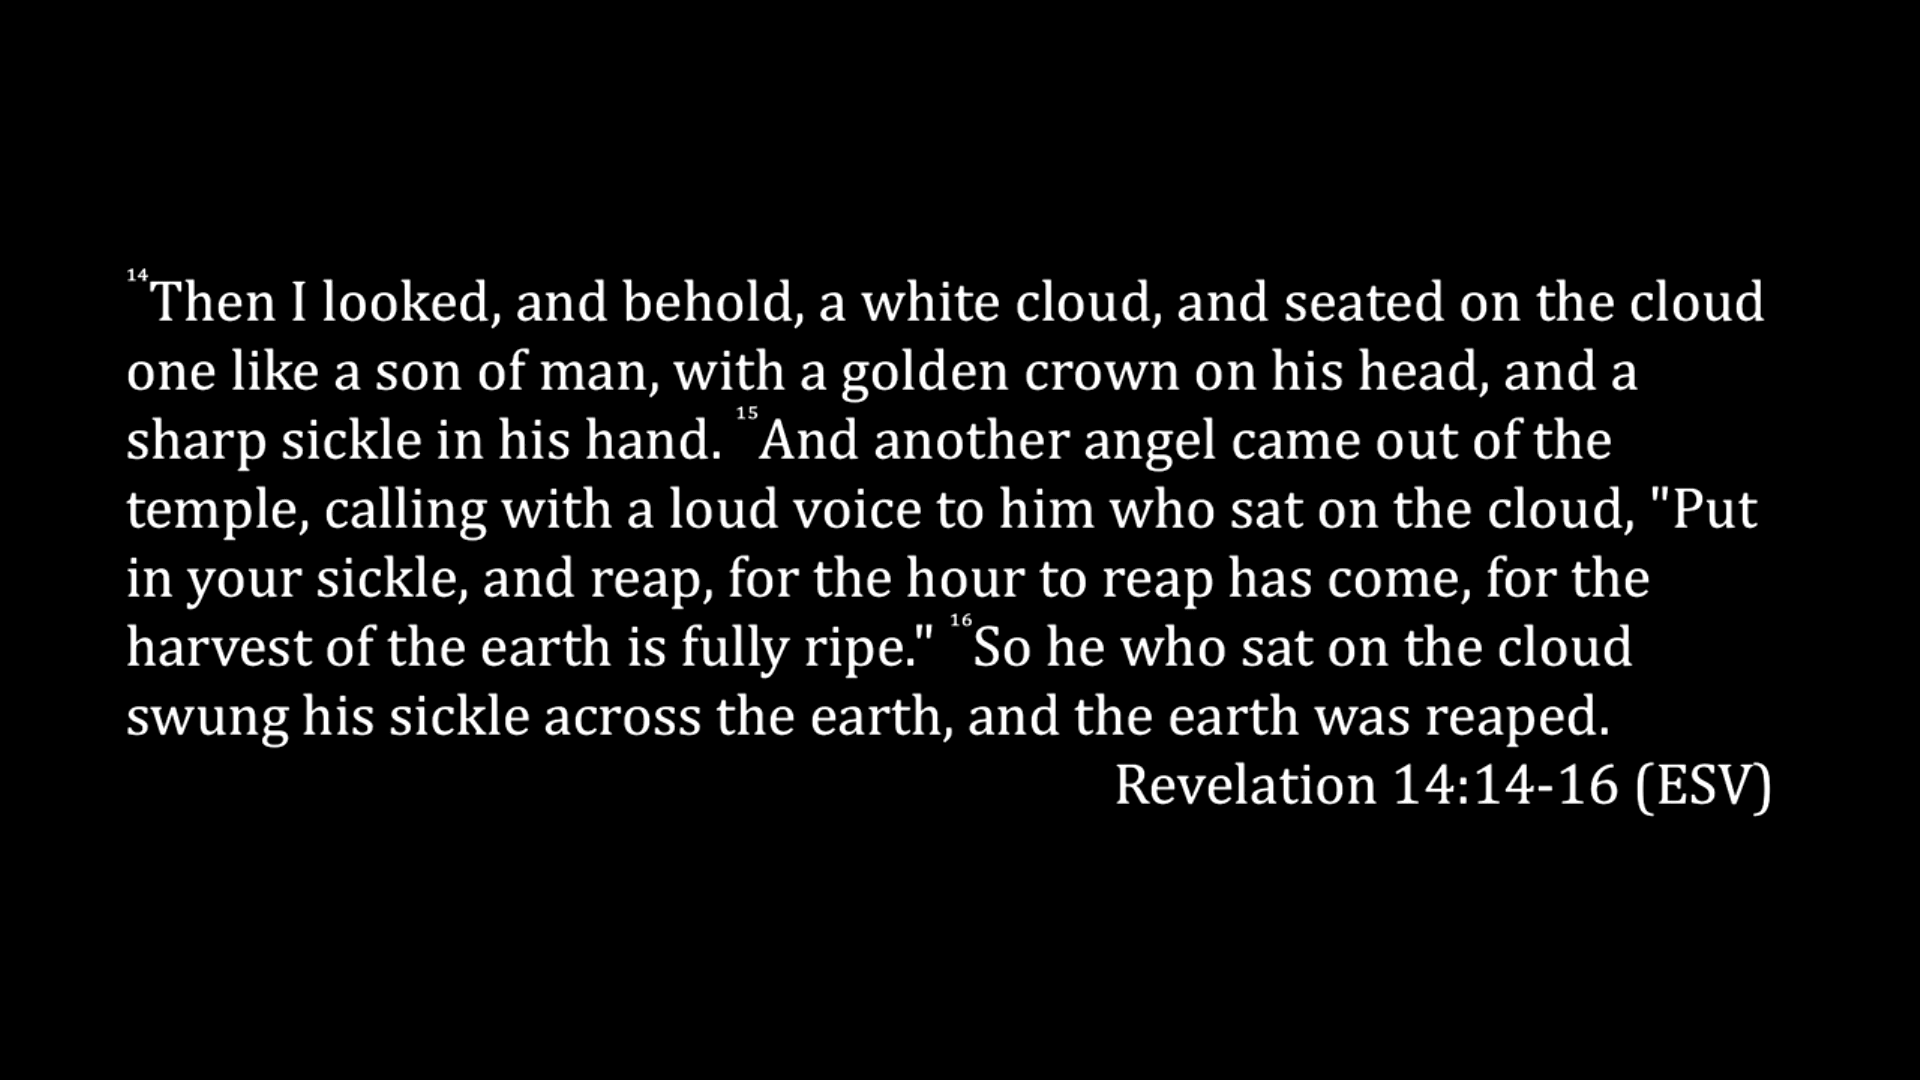 ¹⁴Then I looked, and behold, a white cloud, and seated on the cloud
one like a son of man, with a golden crown on his head, and a
sharp sickle in his hand. ¹⁵And another angel came out of the
temple, calling with a loud voice to him who sat on the cloud, "Put
in your sickle, and reap, for the hour to reap has come, for the
harvest of the earth is fully ripe." ¹⁶So he who sat on the cloud
swung his sickle across the earth, and the earth was reaped.
Revelation 14:14-16 (ESV)